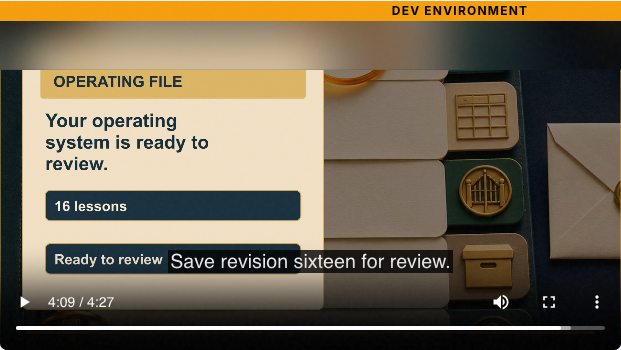 DEV ENVIRONMENT
OPERATING FILE
Your operating
system is ready to
review.
16 lessons
Ready to review
Save revision sixteen for review.
4:09 / 4:27